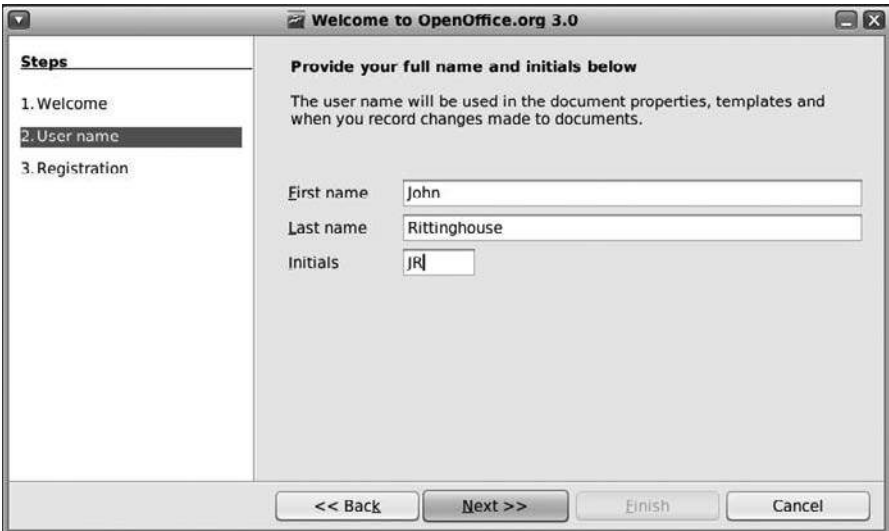 Welcome to OpenOffice.org 3.0
Steps
1. Welcome
2. User name
3. Registration
Provide your full name and initials below
The user name will be used in the document properties, templates and
when you record changes made to documents.
First name John
Last name Rittinghouse
Initials JR
<< Back Next >> Finish Cancel